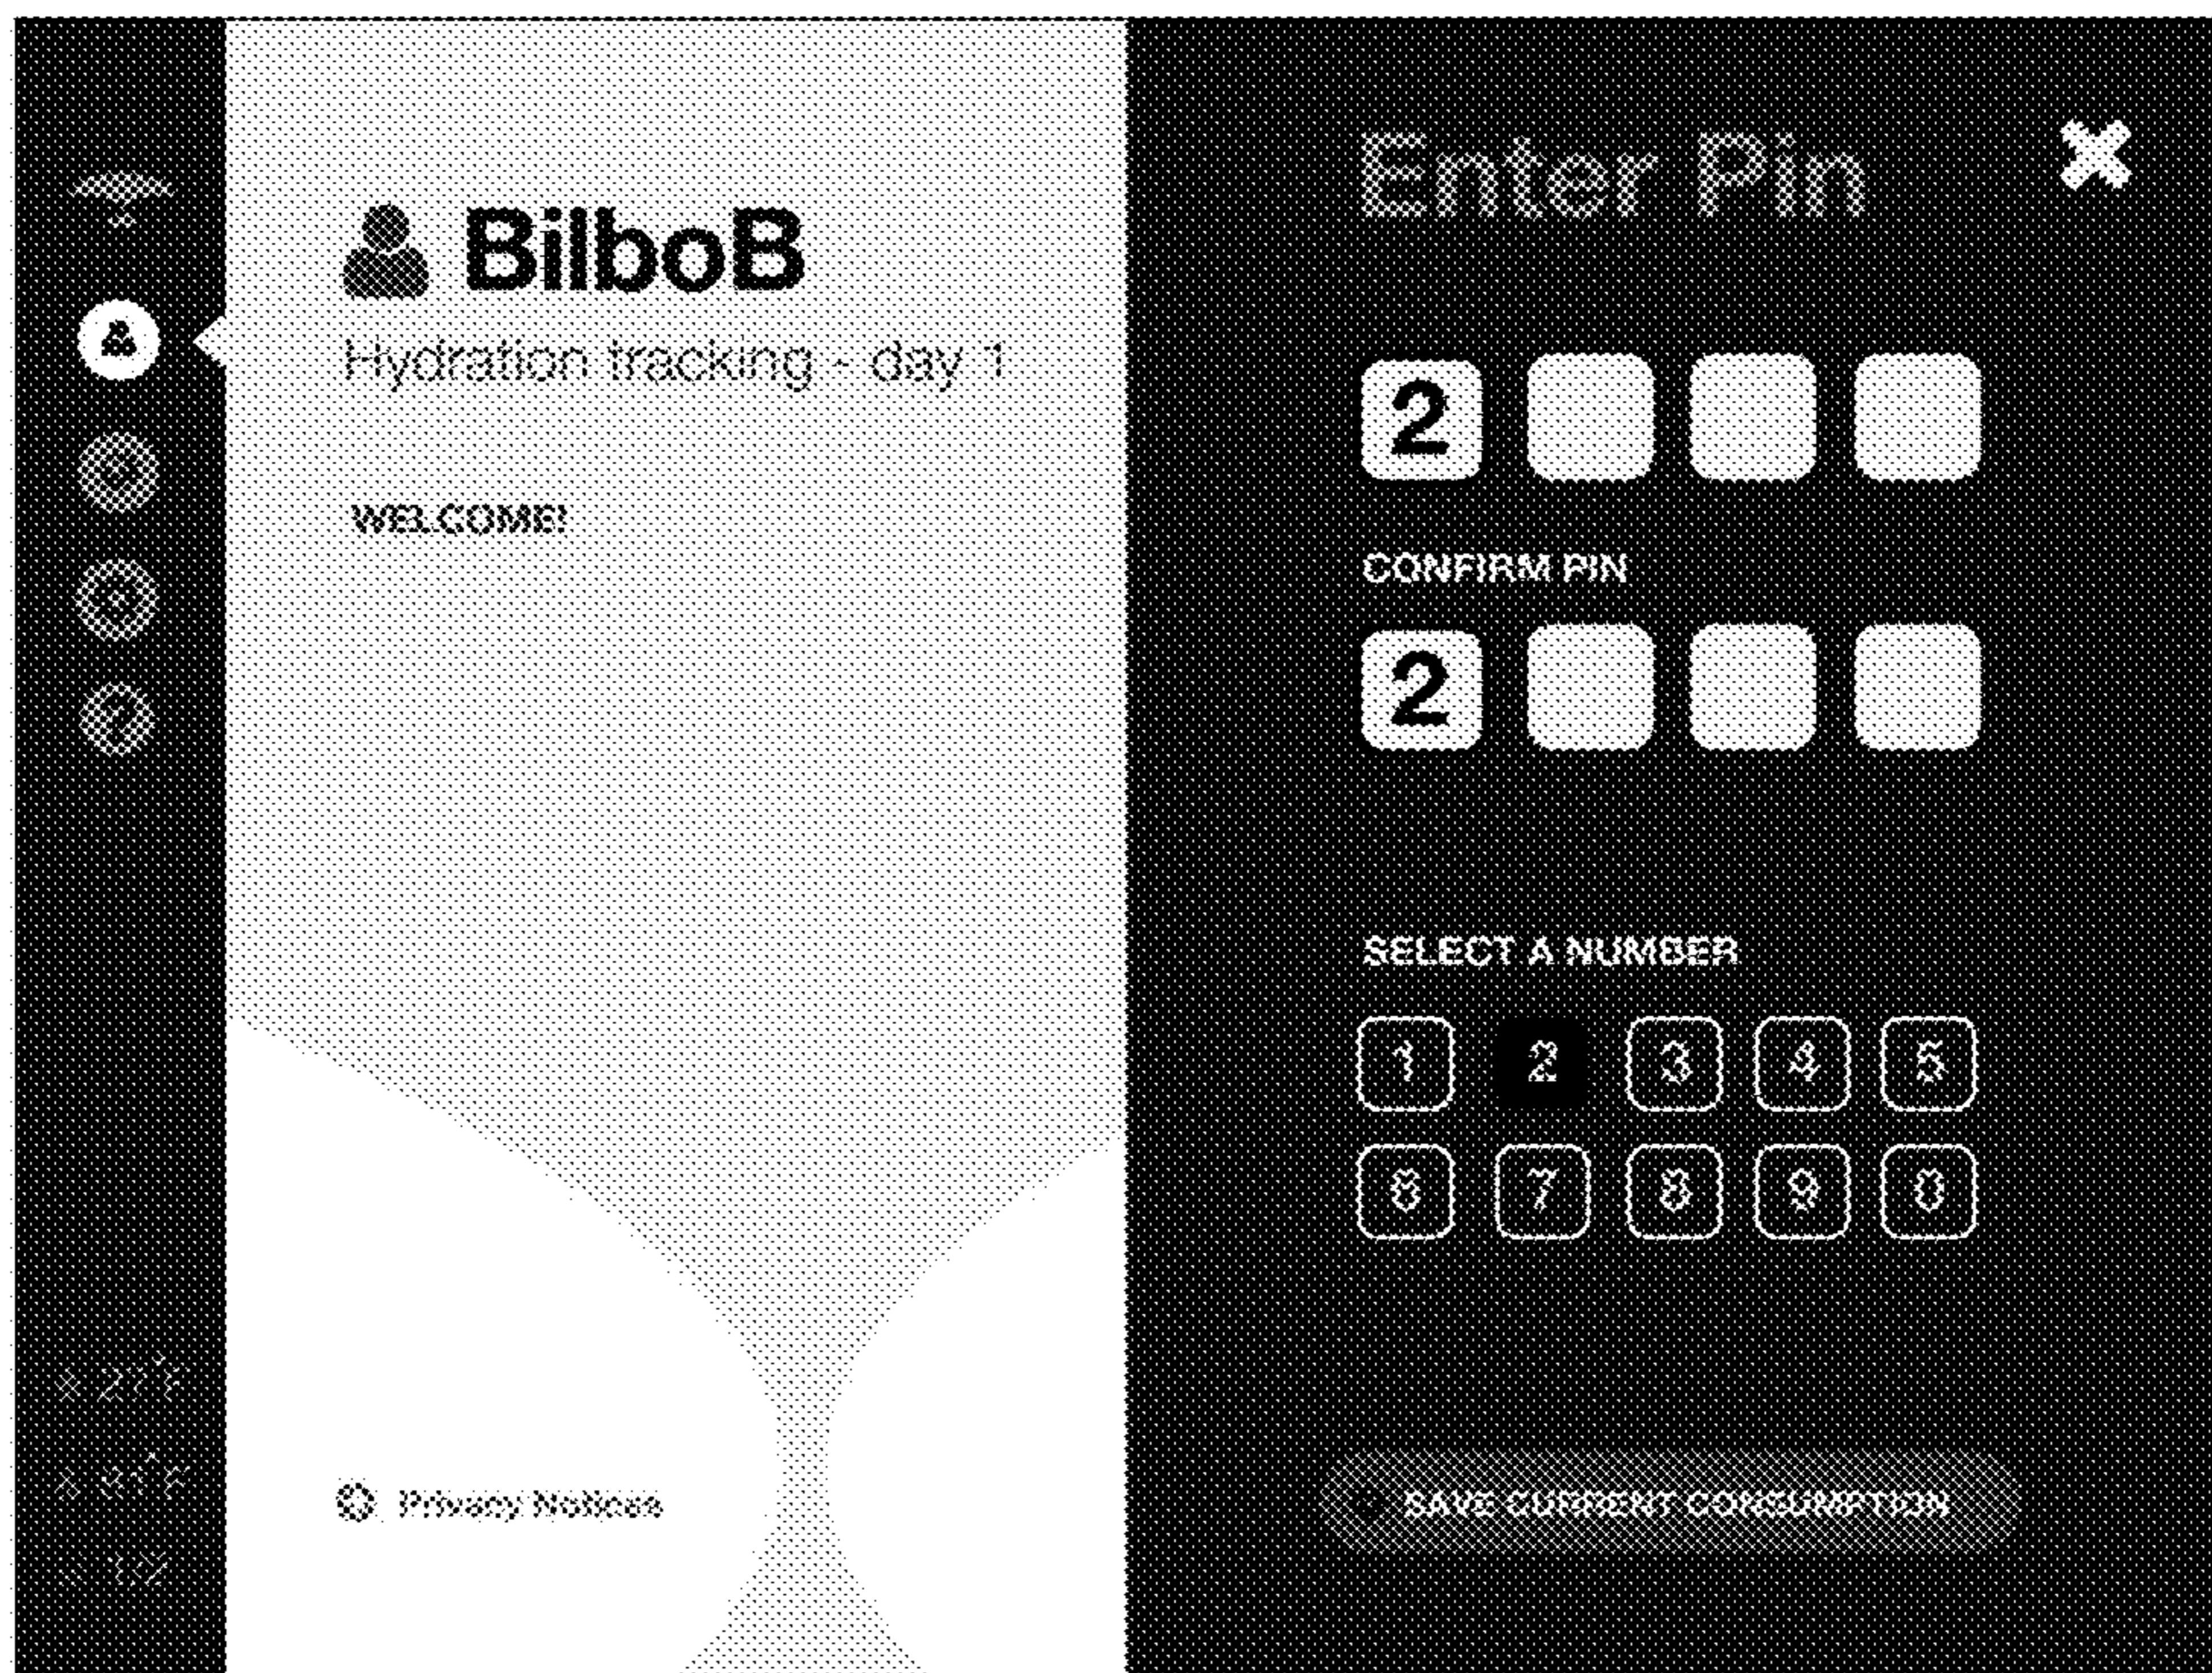 BilboB
Hydration tracking - day 1
WELCOME!
Privacy Notices
Enter Pin
2
CONFIRM PIN
2
SELECT A NUMBER
1 2 3 4 5
6 7 8 9 0
SAVE CURRENT CONSUMPTION